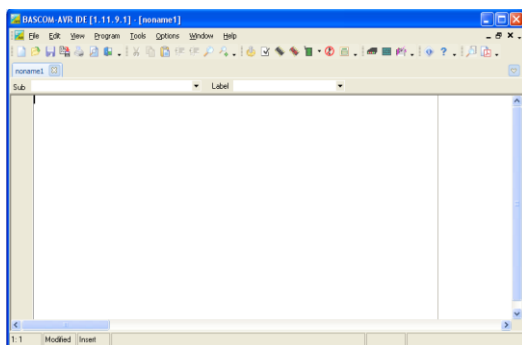 BASCOM-AVR IDE [1.11.9.1] - [noname1]
File Edit View Program Tools Options Window Help
noname1
Sub Label
1:1 Modified Insert